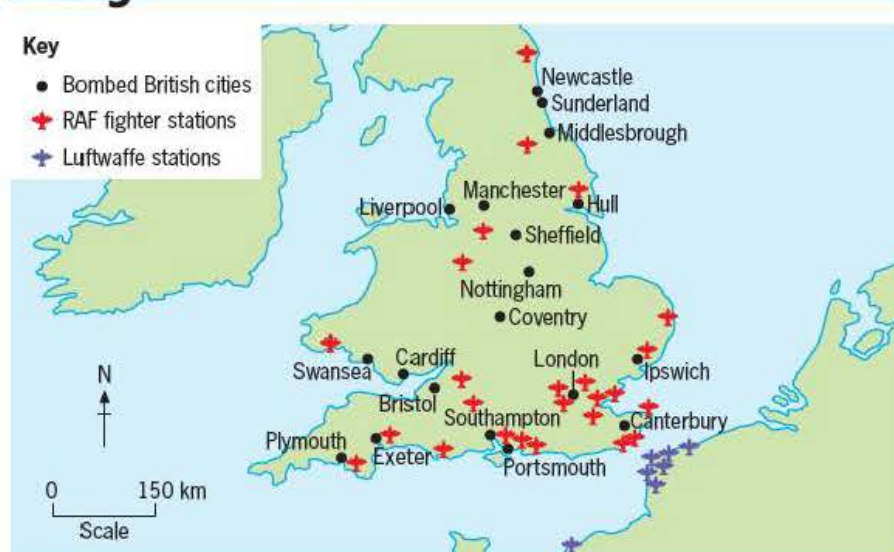 Key
Bombed British cities
RAF fighter stations
Luftwaffe stations
Newcastle
Sunderland
Middlesbrough
Manchester
Liverpool
Hull
Sheffield
Nottingham
Coventry
N
Swansea
Cardiff
London
Ipswich
Bristol
Southampton
Canterbury
Plymouth
Exeter
Portsmouth
0 150 km
Scale